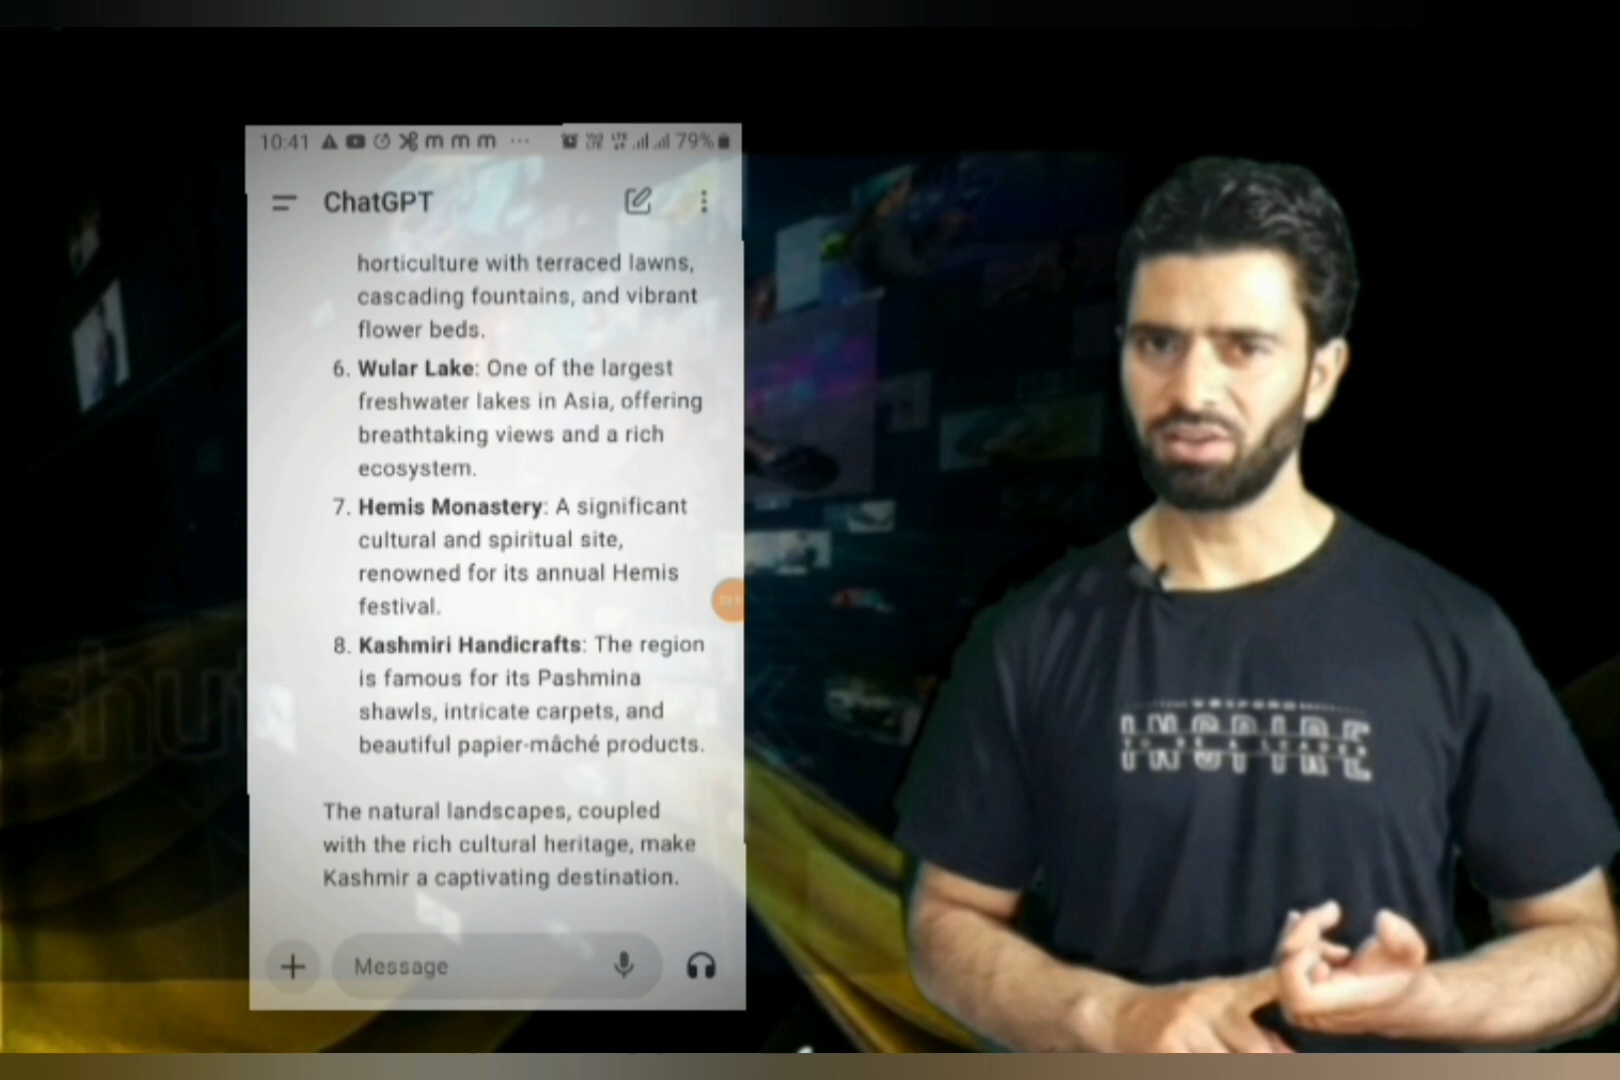 10:41 m m m ... 79%
ChatGPT
horticulture with terraced lawns,
cascading fountains, and vibrant
flower beds.
6. Wular Lake: One of the largest
freshwater lakes in Asia, offering
breathtaking views and a rich
ecosystem.
7. Hemis Monastery: A significant
cultural and spiritual site,
renowned for its annual Hemis
festival.
8. Kashmiri Handicrafts: The region
is famous for its Pashmina
shawls, intricate carpets, and
beautiful papier-mâché products.
The natural landscapes, coupled
with the rich cultural heritage, make
Kashmir a captivating destination.
Message
shut
INSPIRE
TO BE A LEADER